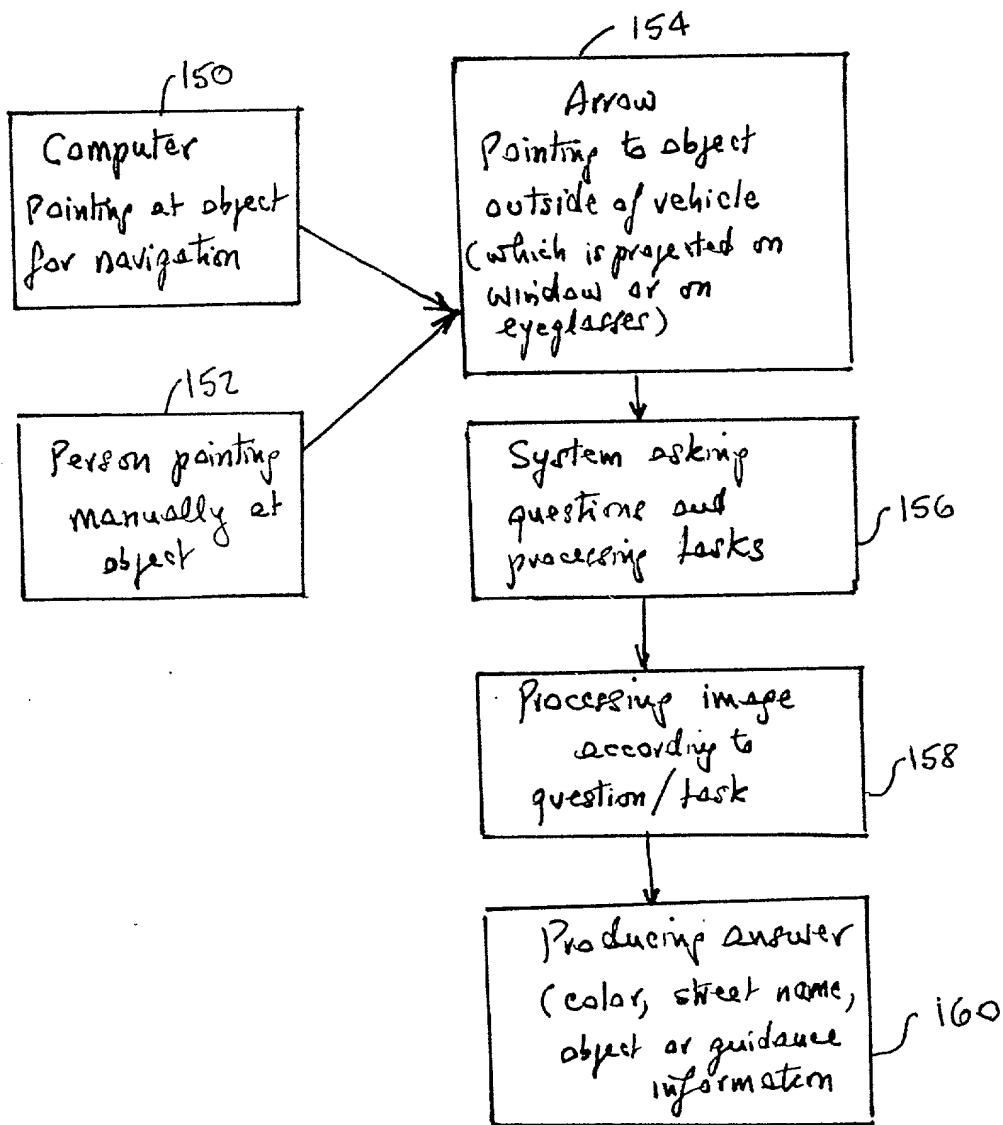 150
Computer
Pointing at object
for navigation
152
Person pointing
manually at
object
154
Arrow
Pointing to object
outside of vehicle
(which is projected on
window or on
eyeglasses)
System asking
questions and
processing tasks
156
Processing image
according to
question/task
158
Producing answer
(color, street name,
object or guidance
information
160